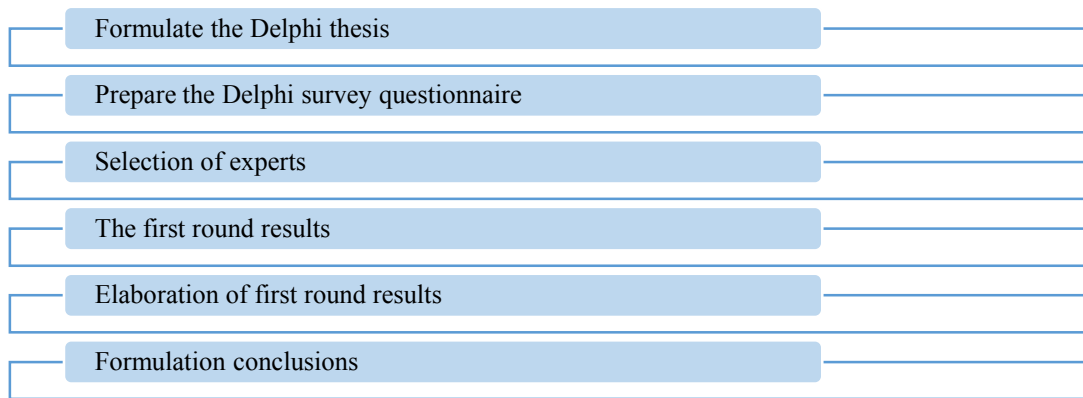 Formulate the Delphi thesis
Prepare the Delphi survey questionnaire
Selection of experts
The first round results
Elaboration of first round results
Formulation conclusions